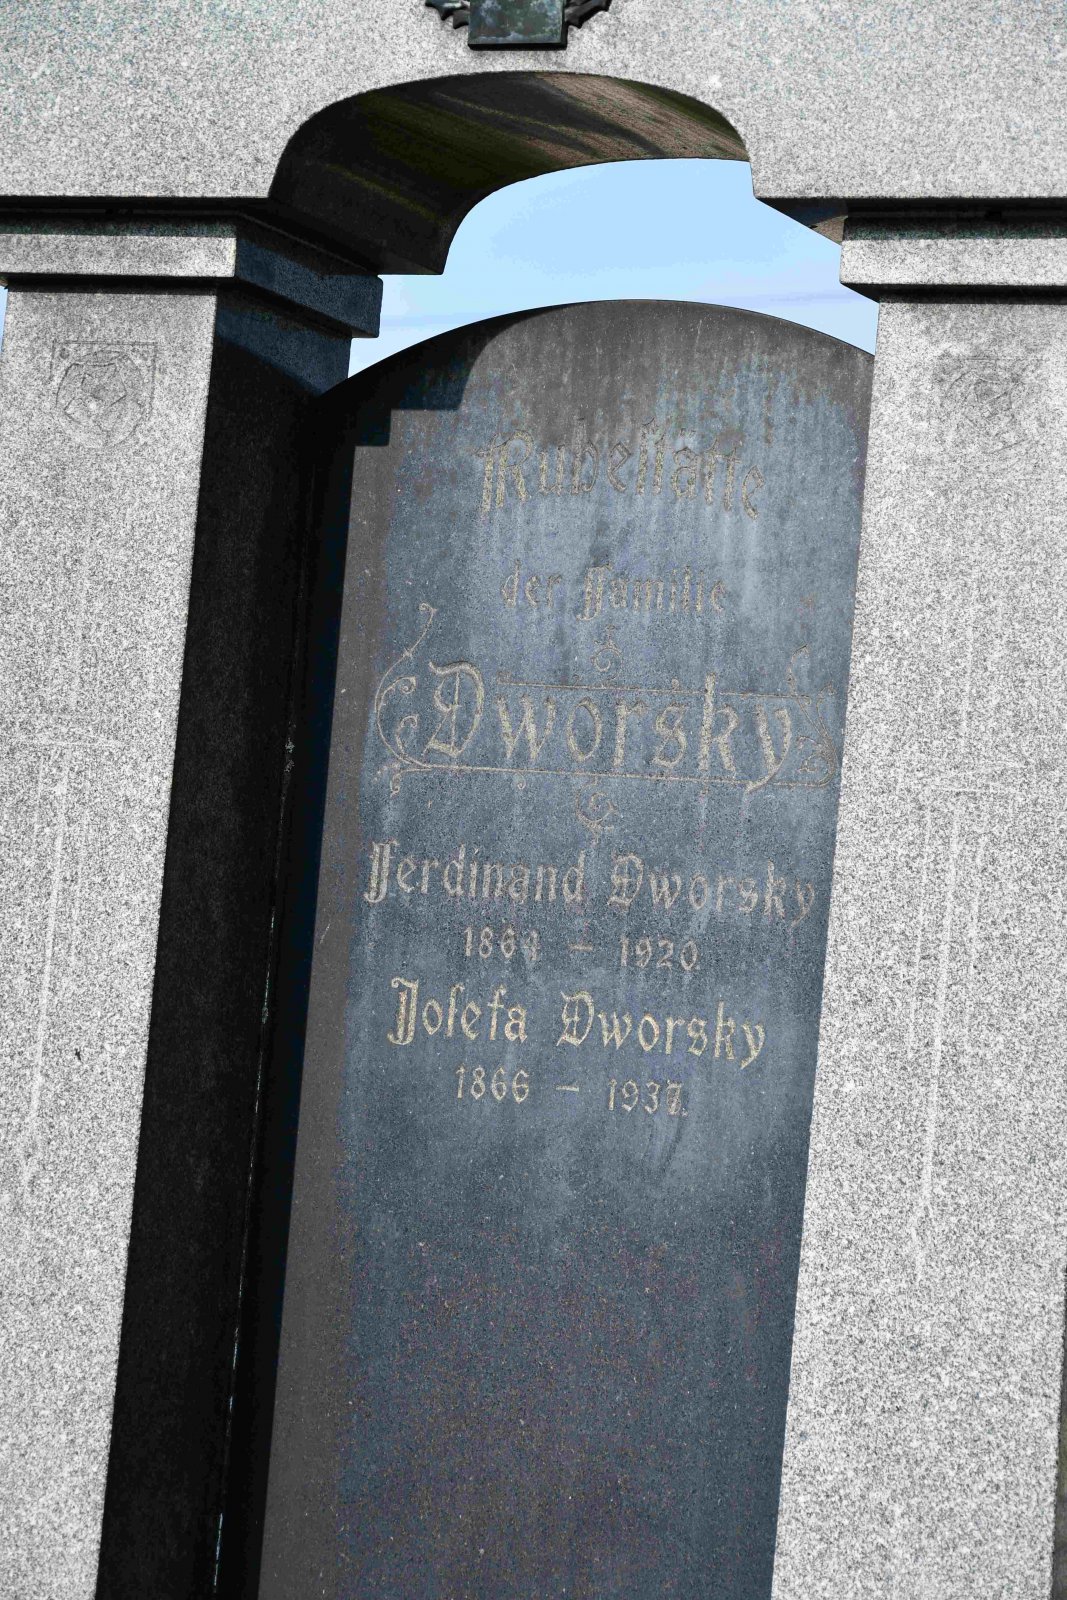 Ruhestätte
der Familie
Dworsky
Ferdinand Dworsky
1864 – 1920.
Josefa Dworsky
1866 – 1937.